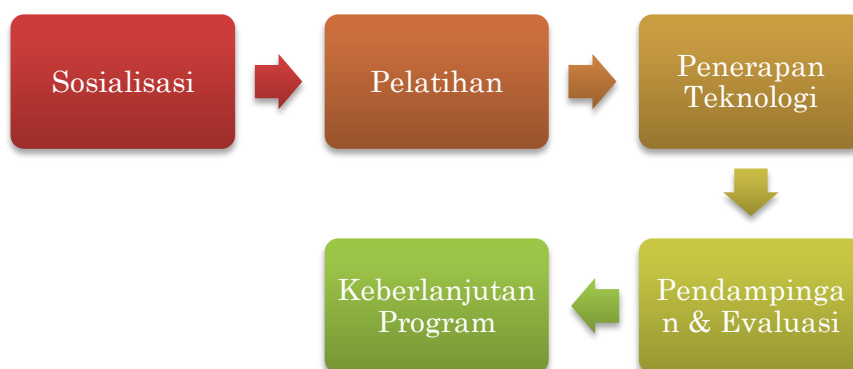 Sosialisasi
Pelatihan
Penerapan
Teknologi
Pendampinga
n & Evaluasi
Keberlanjutan
Program